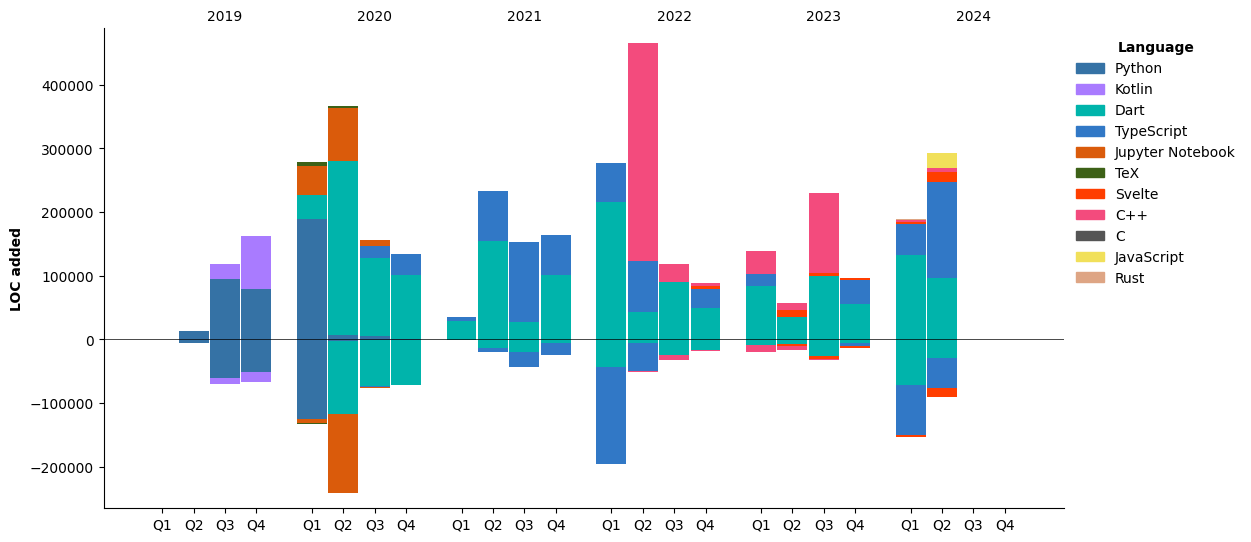 2019 2020 2021 2022 2023 2024
LOC added
400000
300000
200000
100000
0
−100000
−200000
Q1 Q2 Q3 Q4 Q1 Q2 Q3 Q4 Q1 Q2 Q3 Q4 Q1 Q2 Q3 Q4 Q1 Q2 Q3 Q4 Q1 Q2 Q3 Q4
Language
Python
Kotlin
Dart
TypeScript
Jupyter Notebook
TeX
Svelte
C++
C
JavaScript
Rust